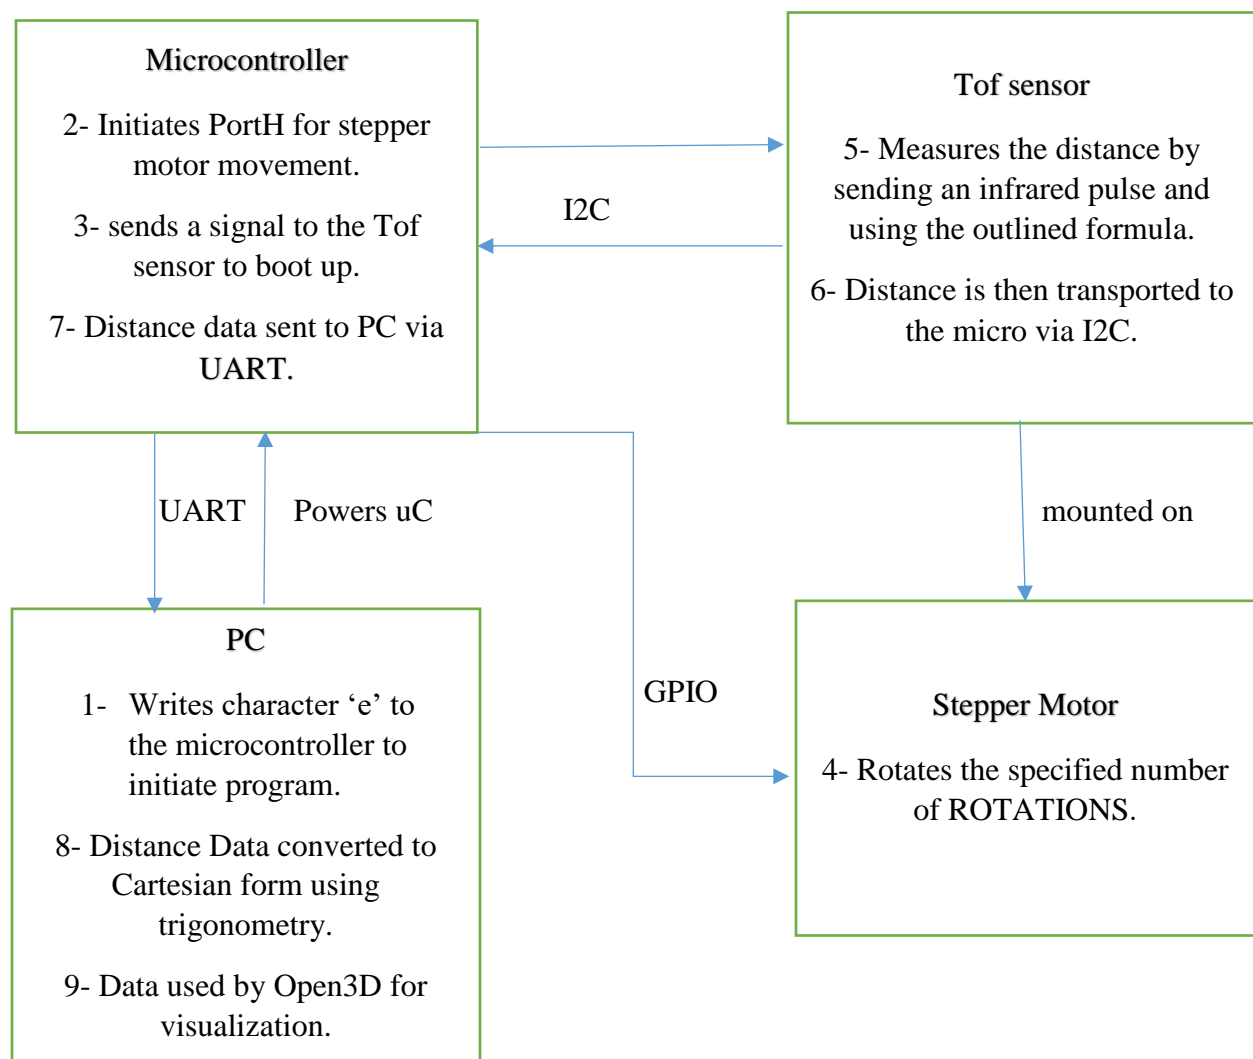 Microcontroller
2- Initiates PortH for stepper
motor movement.
3- sends a signal to the Tof
sensor to boot up.
7- Distance data sent to PC via
UART.
I2C
Tof sensor
5- Measures the distance by
sending an infrared pulse and
using the outlined formula.
6- Distance is then transported to
the micro via I2C.
UART
Powers uC
mounted on
PC
1- Writes character ‘e’ to
the microcontroller to
initiate program.
8- Distance Data converted to
Cartesian form using
trigonometry.
9- Data used by Open3D for
visualization.
GPIO
Stepper Motor
4- Rotates the specified number
of ROTATIONS.